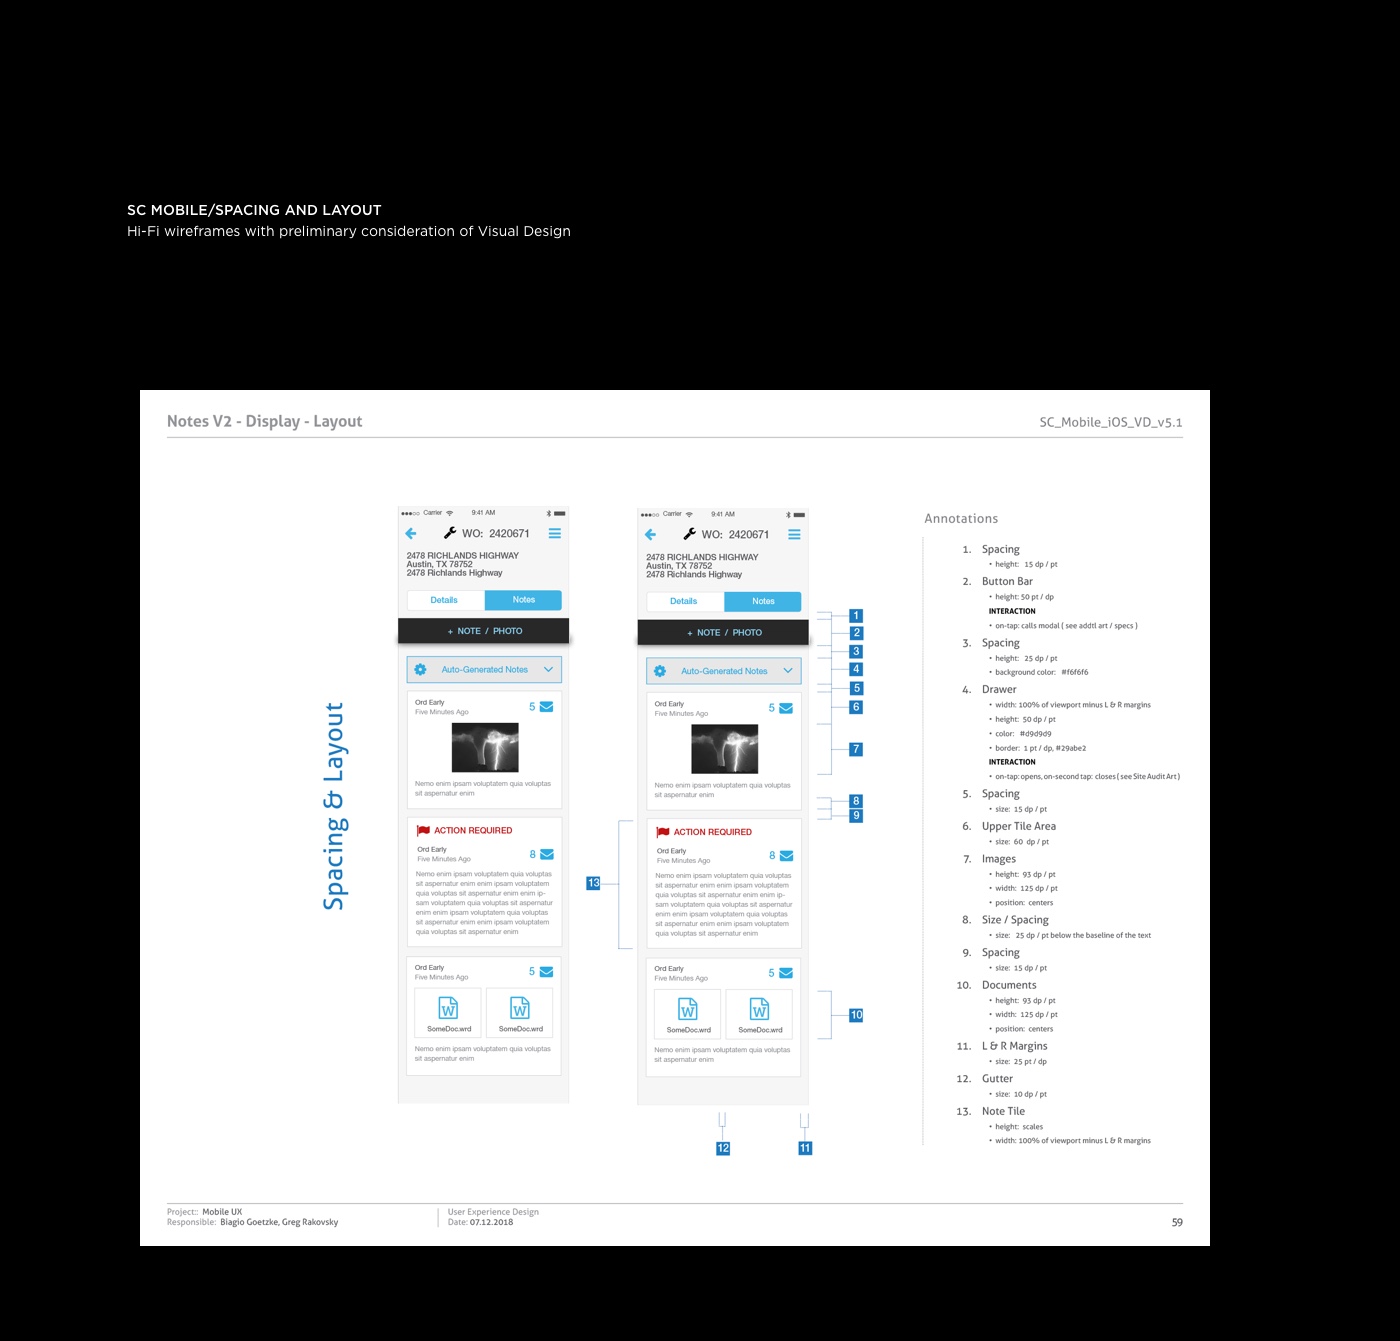 SC MOBILE/SPACING AND LAYOUT
Hi-Fi wireframes with preliminary consideration of Visual Design
Notes V2 - Display - Layout
SC_Mobile_iOS_VD_v5.1
Spacing & Layout
Carrier 9:41 AM
WO: 2420671
2478 RICHLANDS HIGHWAY
Austin, TX 78752
2478 Richlands Highway
Details Notes
+ NOTE / PHOTO
Auto-Generated Notes
Ord Early
Five Minutes Ago
5
Nemo enim ipsam voluptatem quia voluptas
sit aspernatur enim
ACTION REQUIRED
Ord Early
Five Minutes Ago
8
Nemo enim ipsam voluptatem quia voluptas
sit aspernatur enim enim ipsam voluptatem
quia voluptas sit aspernatur enim enim ip-
sam voluptatem quia voluptas sit aspernatur
enim enim ipsam voluptatem quia voluptas
sit aspernatur enim enim ipsam voluptatem
quia voluptas sit aspernatur enim
Ord Early
Five Minutes Ago
5
W W
SomeDoc.wrd SomeDoc.wrd
Nemo enim ipsam voluptatem quia voluptas
sit aspernatur enim
Carrier 9:41 AM
WO: 2420671
2478 RICHLANDS HIGHWAY
Austin, TX 78752
2478 Richlands Highway
Details Notes
+ NOTE / PHOTO
Auto-Generated Notes
Ord Early
Five Minutes Ago
5
Nemo enim ipsam voluptatem quia voluptas
sit aspernatur enim
ACTION REQUIRED
Ord Early
Five Minutes Ago
8
Nemo enim ipsam voluptatem quia voluptas
sit aspernatur enim enim ipsam voluptatem
quia voluptas sit aspernatur enim enim ip-
sam voluptatem quia voluptas sit aspernatur
enim enim ipsam voluptatem quia voluptas
sit aspernatur enim enim ipsam voluptatem
quia voluptas sit aspernatur enim
Ord Early
Five Minutes Ago
5
W W
SomeDoc.wrd SomeDoc.wrd
Nemo enim ipsam voluptatem quia voluptas
sit aspernatur enim
1
2
3
4
5
6
7
8
9
13
10
12
11
Annotations
1. Spacing
• height: 15 dp / pt
2. Button Bar
• height: 50 pt / dp
INTERACTION
• on-tap: calls modal ( see addtl art / specs )
3. Spacing
• height: 25 dp / pt
• background color: #f6f6f6
4. Drawer
• width: 100% of viewport minus L & R margins
• height: 50 dp / pt
• color: #d9d9d9
• border: 1 pt / dp, #29abe2
INTERACTION
• on-tap: opens, on-second tap: closes ( see Site Audit Art )
5. Spacing
• size: 15 dp / pt
6. Upper Tile Area
• size: 60 dp / pt
7. Images
• height: 93 dp / pt
• width: 125 dp / pt
• position: centers
8. Size / Spacing
• size: 25 dp / pt below the baseline of the text
9. Spacing
• size: 15 dp / pt
10. Documents
• height: 93 dp / pt
• width: 125 dp / pt
• position: centers
11. L & R Margins
• size: 25 pt / dp
12. Gutter
• size: 10 dp / pt
13. Note Tile
• height: scales
• width: 100% of viewport minus L & R margins
Project:: Mobile UX
Responsible: Biagio Goetzke, Greg Rakovsky
User Experience Design
Date: 07.12.2018
59